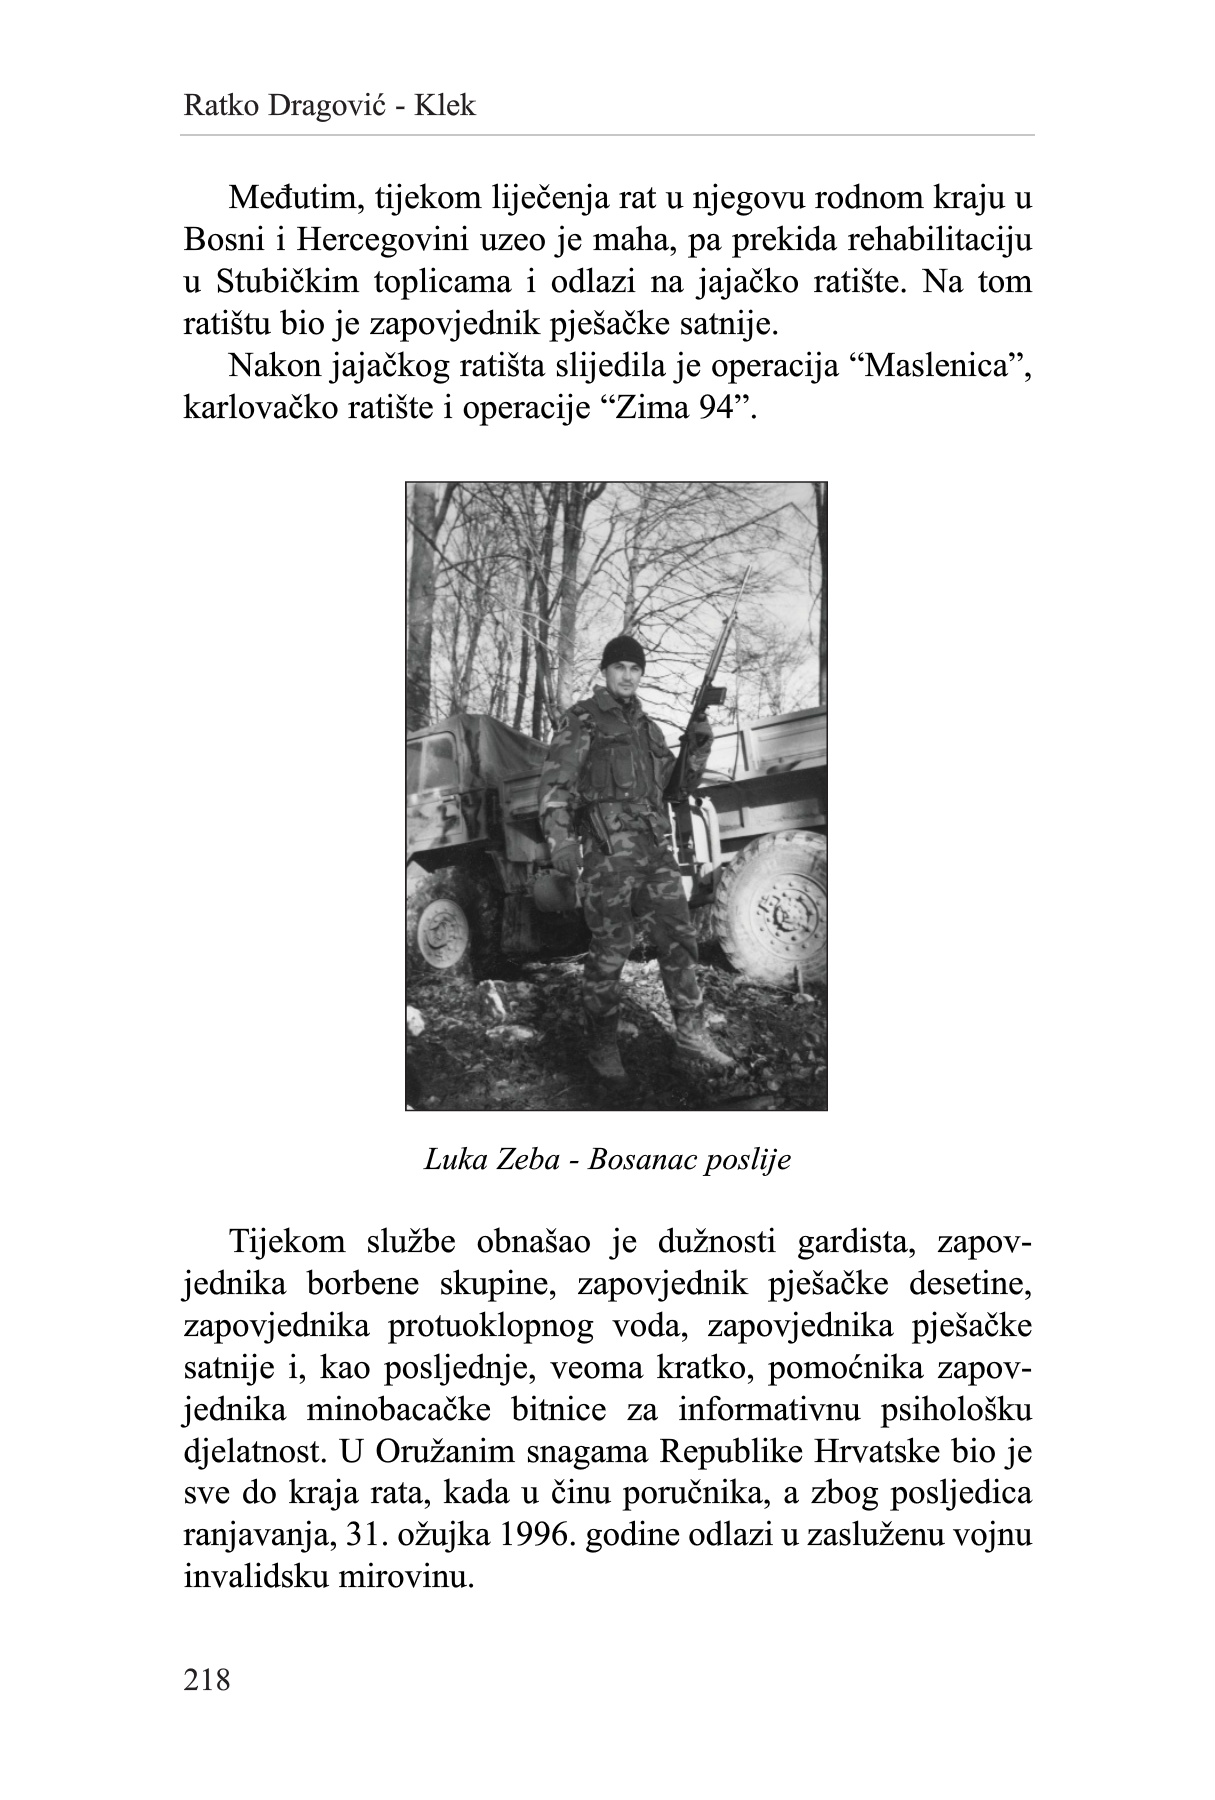 Ratko Dragović - Klek
Međutim, tijekom liječenja rat u njegovu rodnom kraju u
Bosni i Hercegovini uzeo je maha, pa prekida rehabilitaciju
u Stubičkim toplicama i odlazi na jajačko ratište. Na tom
ratištu bio je zapovjednik pješačke satnije.
Nakon jajačkog ratišta slijedila je operacija “Maslenica”,
karlovačko ratište i operacije “Zima 94”.
Luka Zeba - Bosanac poslije
Tijekom službe obnašao je dužnosti gardista, zapov-
jednika borbene skupine, zapovjednik pješačke desetine,
zapovjednika protuoklopnog voda, zapovjednika pješačke
satnije i, kao posljednje, veoma kratko, pomoćnika zapov-
jednika minobacačke bitnice za informativnu psihološku
djelatnost. U Oružanim snagama Republike Hrvatske bio je
sve do kraja rata, kada u činu poručnika, a zbog posljedica
ranjavanja, 31. ožujka 1996. godine odlazi u zasluženu vojnu
invalidsku mirovinu.
218